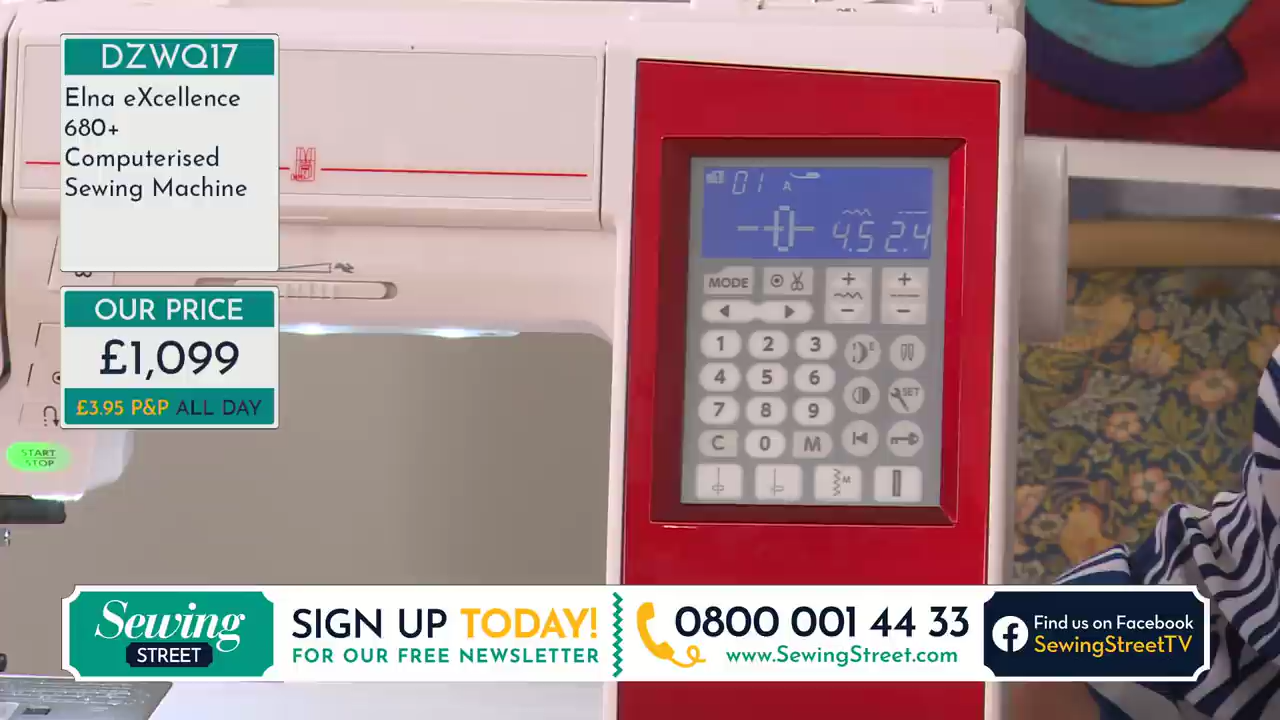 DZWQ17
Elna eXcellence
680+
Computerised
Sewing Machine
OUR PRICE
£1,099
£3.95 P&P ALL DAY
START
STOP
01 A
4.5 2.4
MODE
1 2 3
4 5 6
7 8 9
C 0 M
SET
M
Sewing
STREET
SIGN UP TODAY!
FOR OUR FREE NEWSLETTER
0800 001 44 33
www.SewingStreet.com
Find us on Facebook
SewingStreetTV